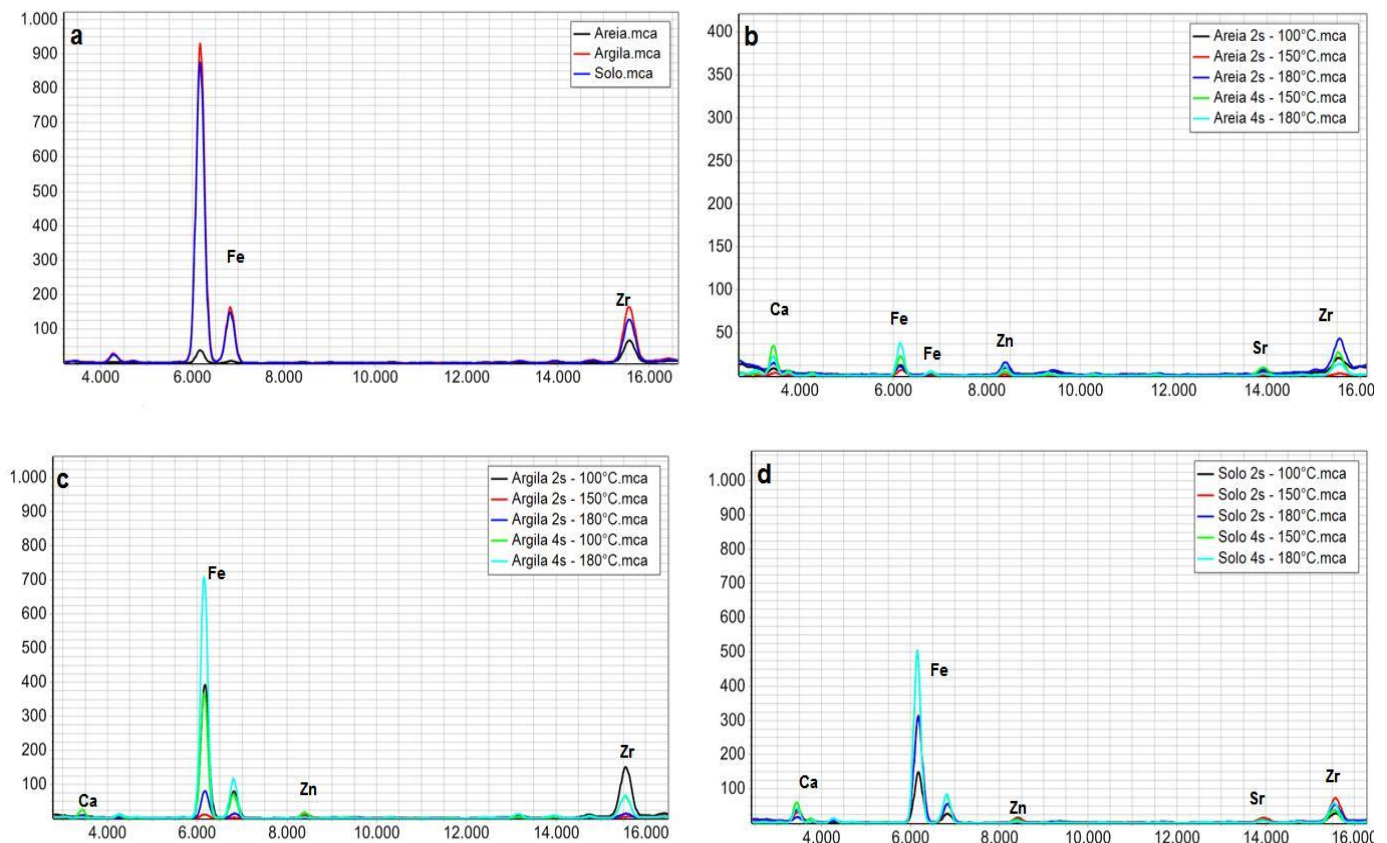 a
1.000
900
800
700
600
500
400
300
200
100
Areia.mca
Argila.mca
Solo.mca
Fe
Zr
4.000 6.000 8.000 10.000 12.000 14.000 16.000
b
400
350
300
250
200
150
100
50
Areia 2s - 100°C.mca
Areia 2s - 150°C.mca
Areia 2s - 180°C.mca
Areia 4s - 150°C.mca
Areia 4s - 180°C.mca
Ca
Fe
Fe
Zn
Sr
Zr
4.000 6.000 8.000 10.000 12.000 14.000 16.00
c
1.000
900
800
700
600
500
400
300
200
100
Argila 2s - 100°C.mca
Argila 2s - 150°C.mca
Argila 2s - 180°C.mca
Argila 4s - 100°C.mca
Argila 4s - 180°C.mca
Fe
Ca
Zn
Zr
4.000 6.000 8.000 10.000 12.000 14.000 16.000
d
1.000
900
800
700
600
500
400
300
200
100
Solo 2s - 100°C.mca
Solo 2s - 150°C.mca
Solo 2s - 180°C.mca
Solo 4s - 150°C.mca
Solo 4s - 180°C.mca
Fe
Ca
Zn
Sr
Zr
4.000 6.000 8.000 10.000 12.000 14.000 16.00